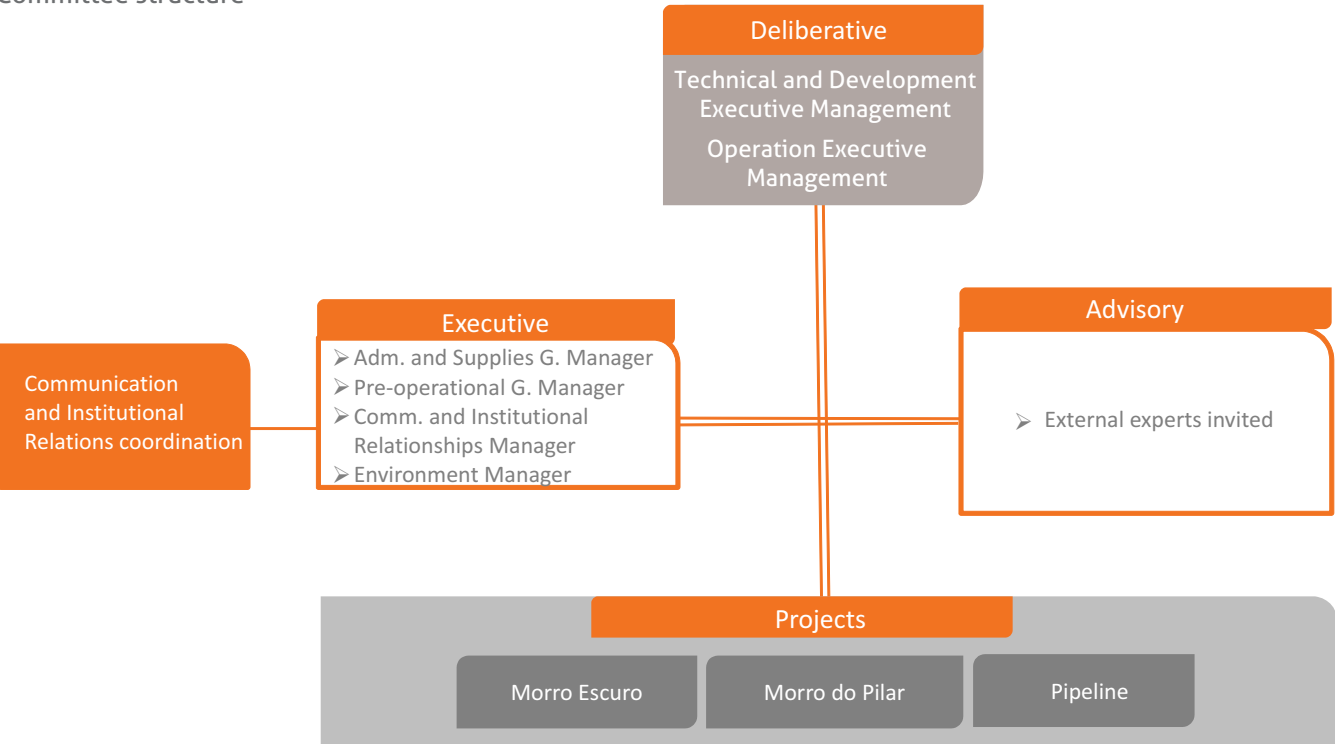 Committee structure
Deliberative
Technical and Development
Executive Management
Operation Executive
Management
Executive
➢ Adm. and Supplies G. Manager
➢ Pre-operational G. Manager
➢ Comm. and Institutional
Relationships Manager
➢ Environment Manager
Advisory
➢ External experts invited
Communication
and Institutional
Relations coordination
Projects
Morro Escuro
Morro do Pilar
Pipeline